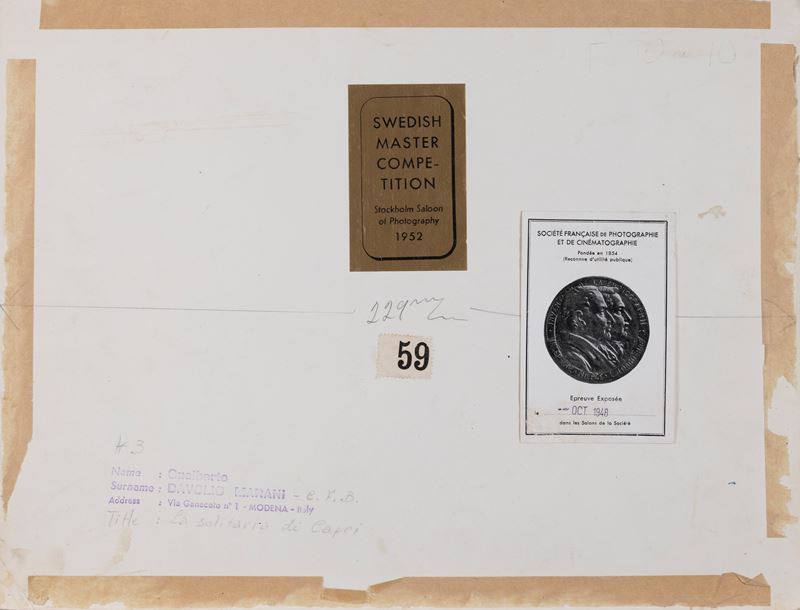 SWEDISH
MASTER
COMPE-
TITION
Stockholm Saloon
of Photography
1952
SOCIÉTÉ FRANÇAISE DE PHOTOGRAPHIE
ET DE CINÉMATOGRAPHIE
Fondée en 1854
(Reconnue d'utilité publique)
Epreuve Exposée
le OCT. 1948
dans les Salons de la Société
229
59
#3
Name : Gualberto
Surname : DAVOLIO MARANI - E.K.B.
Address : Via Ganaceto n° 1 - MODENA - Italy
Title : La solitaria di Capri